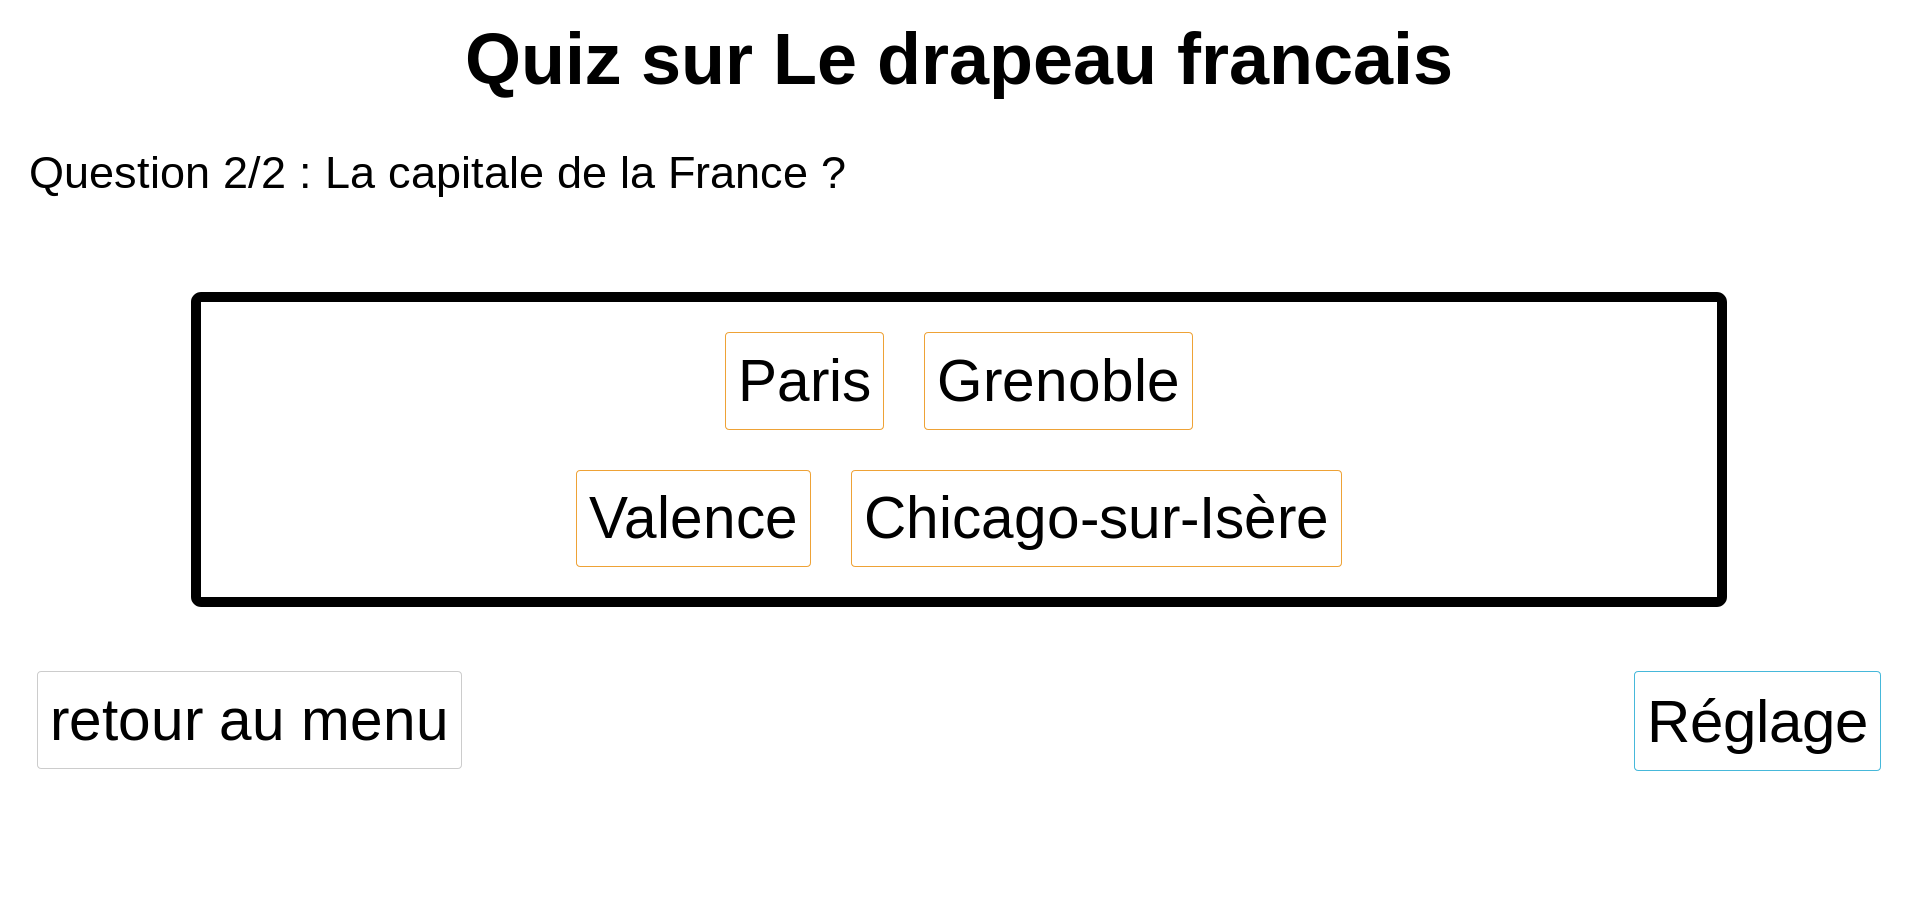 Quiz sur Le drapeau francais
Question 2/2 : La capitale de la France ?
Paris Grenoble
Valence Chicago-sur-Isère
retour au menu Réglage